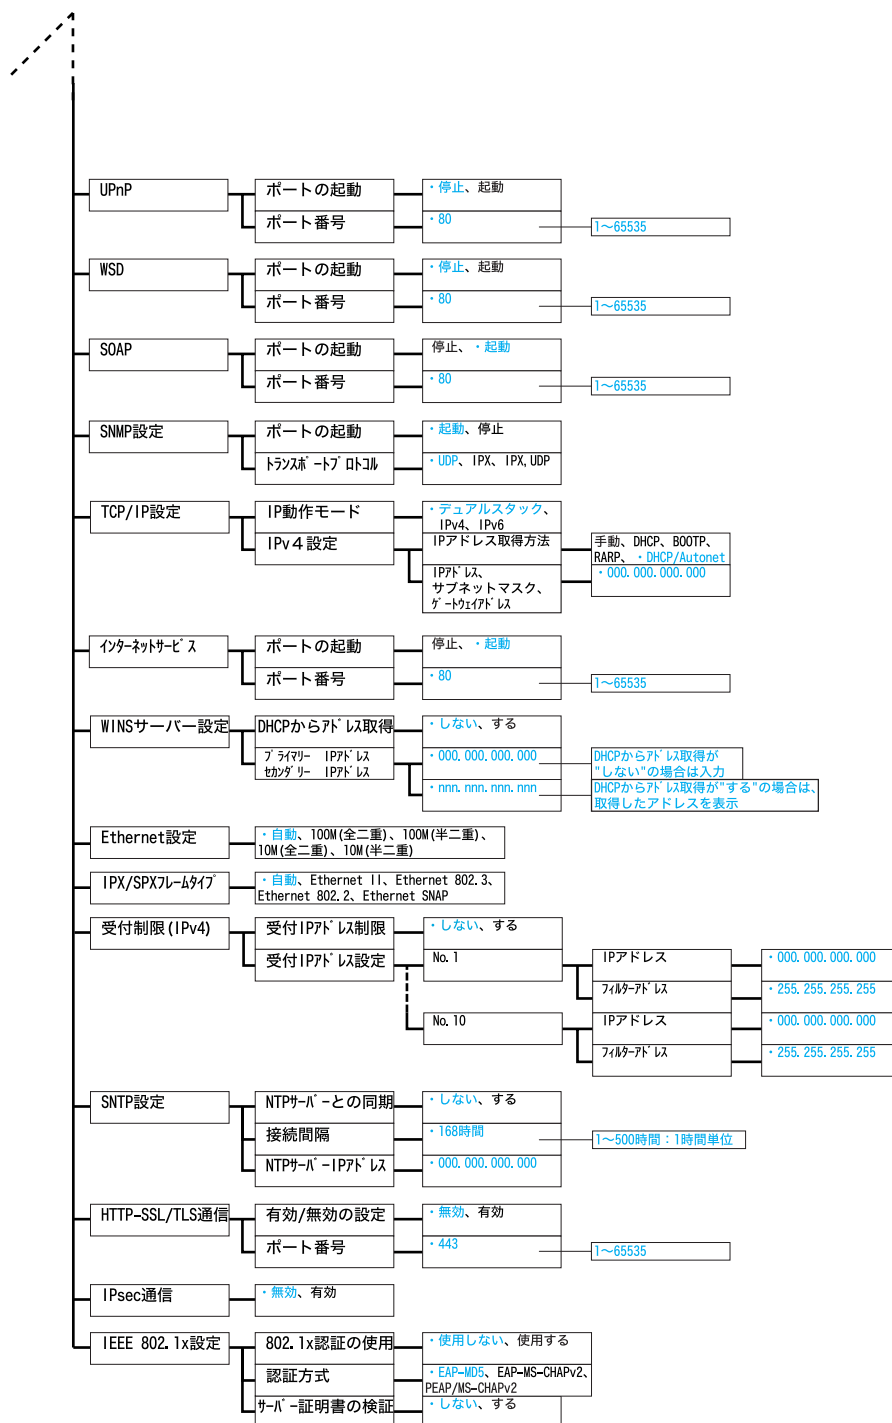 UPnP
ポートの起動
・停止、起動
ポート番号
・80
1～65535
WSD
ポートの起動
・停止、起動
ポート番号
・80
1～65535
SOAP
ポートの起動
停止、・起動
ポート番号
・80
1～65535
SNMP設定
ポートの起動
・起動、停止
トランスポートプロトコル
・UDP、IPX、IPX,UDP
TCP/IP設定
IP動作モード
・デュアルスタック、
IPv4、IPv6
IPv４設定
IPアドレス取得方法
手動、DHCP、BOOTP、
RARP、・DHCP/Autonet
IPアドレス、
サブネットマスク、
ゲートウェイアドレス
・000.000.000.000
インターネットサービス
ポートの起動
停止、・起動
ポート番号
・80
1～65535
WINSサーバー設定
DHCPからアドレス取得
・しない、する
プライマリー IPアドレス
セカンダリー IPアドレス
・000.000.000.000
DHCPからアドレス取得が
"しない"の場合は入力
・nnn.nnn.nnn.nnn
DHCPからアドレス取得が"する"の場合は、
取得したアドレスを表示
Ethernet設定
・自動、100M(全二重)、100M(半二重)、
10M(全二重)、10M(半二重)
IPX/SPXフレームタイプ
・自動、Ethernet II、Ethernet 802.3、
Ethernet 802.2、Ethernet SNAP
受付制限(IPv4)
受付IPアドレス制限
・しない、する
受付IPアドレス設定
No.1
IPアドレス
・000.000.000.000
フィルターアドレス
・255.255.255.255
No.10
IPアドレス
・000.000.000.000
フィルターアドレス
・255.255.255.255
SNTP設定
NTPサーバーとの同期
・しない、する
接続間隔
・168時間
1～500時間：1時間単位
NTPサーバーIPアドレス
・000.000.000.000
HTTP-SSL/TLS通信
有効/無効の設定
・無効、有効
ポート番号
・443
1～65535
IPsec通信
・無効、有効
IEEE 802.1x設定
802.1x認証の使用
・使用しない、使用する
認証方式
・EAP-MD5、EAP-MS-CHAPv2、
PEAP/MS-CHAPv2
サーバー証明書の検証
・しない、する